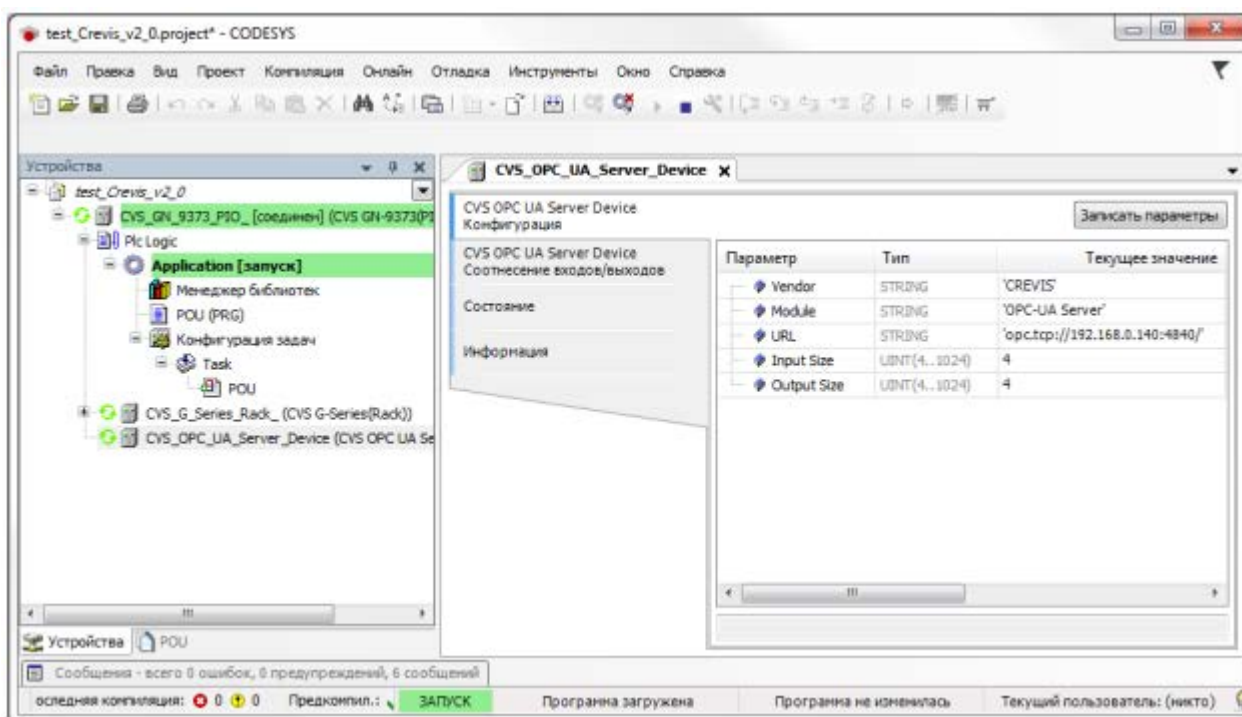 test_Crevis_v2_0.project* - CODESYS
Файл Правка Вид Проект Компиляция Онлайн Отладка Инструменты Окно Справка
Устройства
test_Crevis_v2_0
CVS_GN_9373_PIO_ [соединен] (CVS GN-9373(PI
Plc Logic
Application [запуск]
Менеджер библиотек
POU (PRG)
Конфигурация задач
Task
POU
CVS_G_Series_Rack_ (CVS G-Series(Rack))
CVS_OPC_UA_Server_Device (CVS OPC UA Se
Устройства POU
CVS_OPC_UA_Server_Device
CVS OPC UA Server Device
Конфигурация
CVS OPC UA Server Device
Соотнесение входов/выходов
Состояние
Информация
Записать параметры
Параметр Тип Текущее значение
Vendor STRING 'CREVIS'
Module STRING 'OPC-UA Server'
URL STRING 'opc.tcp://192.168.0.140:4840/'
Input Size UINT(4..1024) 4
Output Size UINT(4..1024) 4
Сообщения - всего 0 ошибок, 0 предупреждений, 6 сообщений
оследняя компиляция: 0 0 Предкомпил.: ЗАПУСК Программа загружена Программа не изменилась Текущий пользователь: (никто)